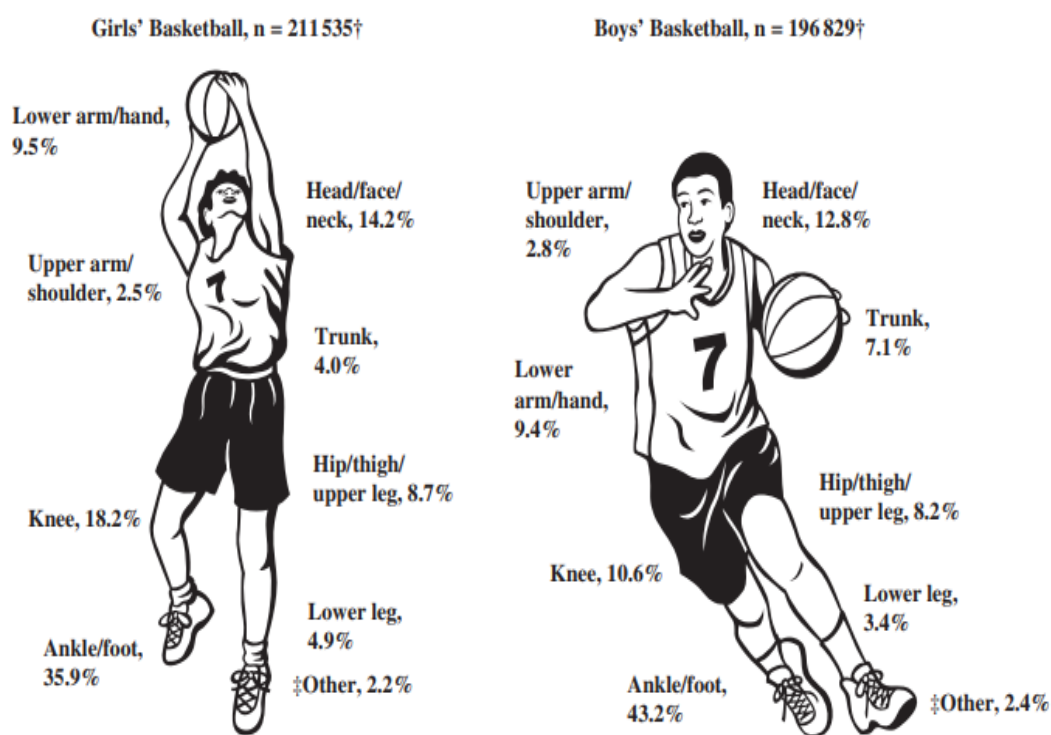 Girls' Basketball, n = 211535†
Lower arm/hand,
9.5%
Head/face/
neck, 14.2%
Upper arm/
shoulder, 2.5%
7
Trunk,
4.0%
Hip/thigh/
upper leg, 8.7%
Knee, 18.2%
Lower leg,
4.9%
Ankle/foot,
35.9%
‡Other, 2.2%
Boys' Basketball, n = 196829†
Upper arm/
shoulder,
2.8%
Head/face/
neck, 12.8%
Trunk,
7.1%
7
Lower
arm/hand,
9.4%
Hip/thigh/
upper leg, 8.2%
Knee, 10.6%
Lower leg,
3.4%
Ankle/foot,
43.2%
‡Other, 2.4%